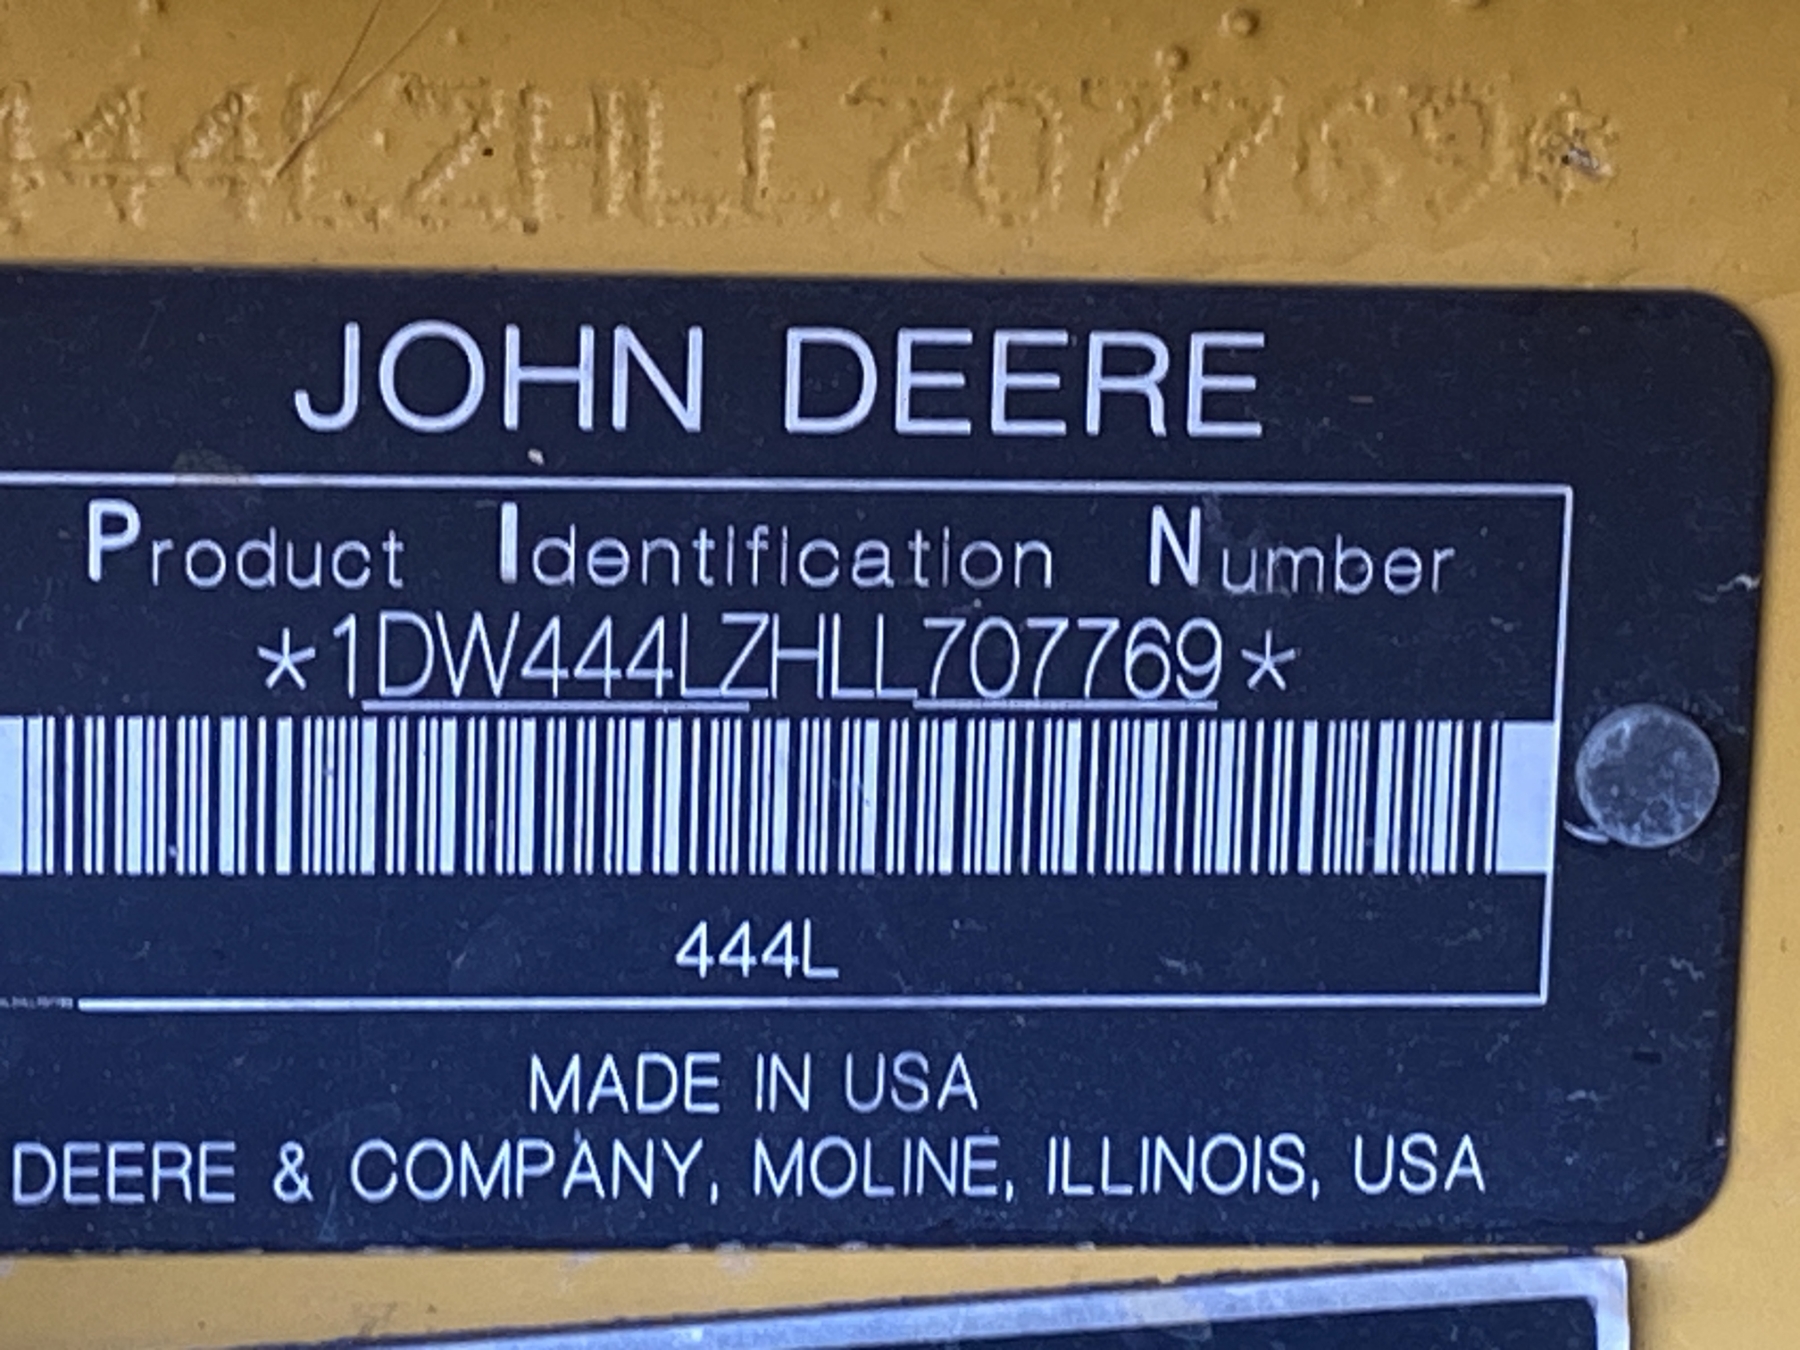 444LZHLL707769*
JOHN DEERE
Product Identification Number
*1DW444LZHLL707769*
444L
MADE IN USA
DEERE & COMPANY, MOLINE, ILLINOIS, USA